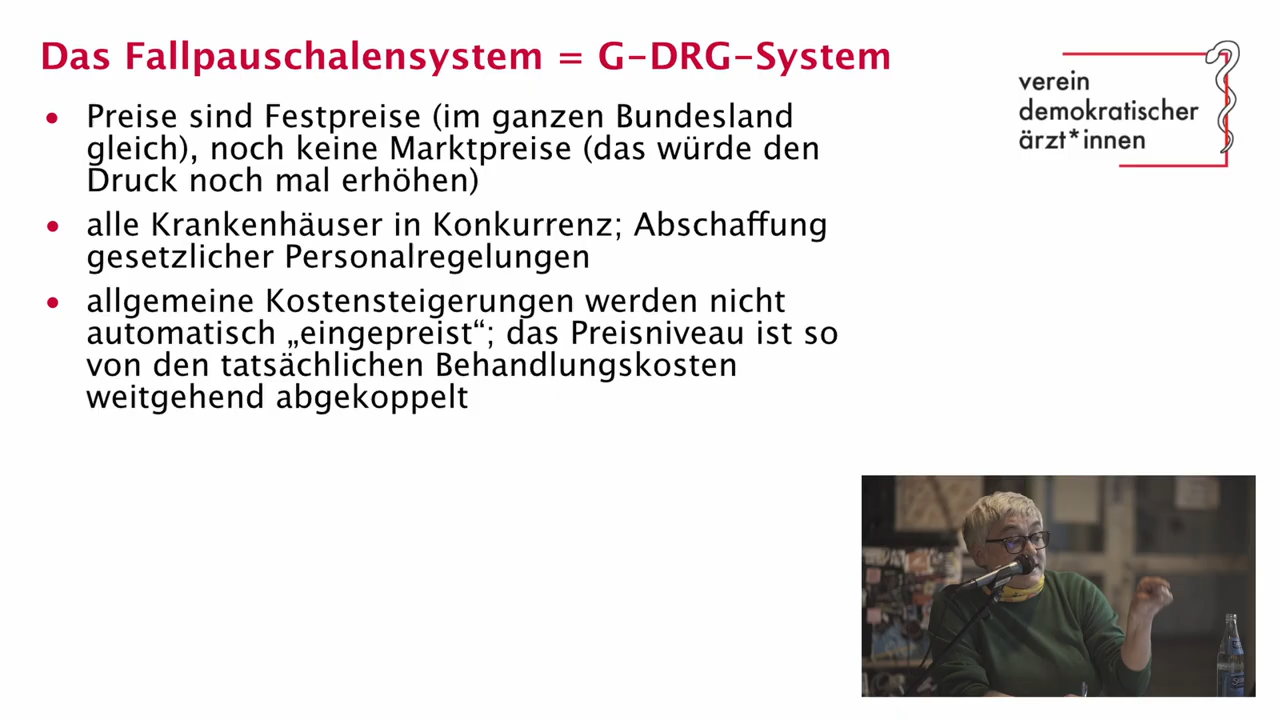 Das Fallpauschalensystem = G-DRG-System
verein
demokratischer
ärzt*innen
• Preise sind Festpreise (im ganzen Bundesland
gleich), noch keine Marktpreise (das würde den
Druck noch mal erhöhen)
• alle Krankenhäuser in Konkurrenz; Abschaffung
gesetzlicher Personalregelungen
• allgemeine Kostensteigerungen werden nicht
automatisch „eingepreist“; das Preisniveau ist so
von den tatsächlichen Behandlungskosten
weitgehend abgekoppelt